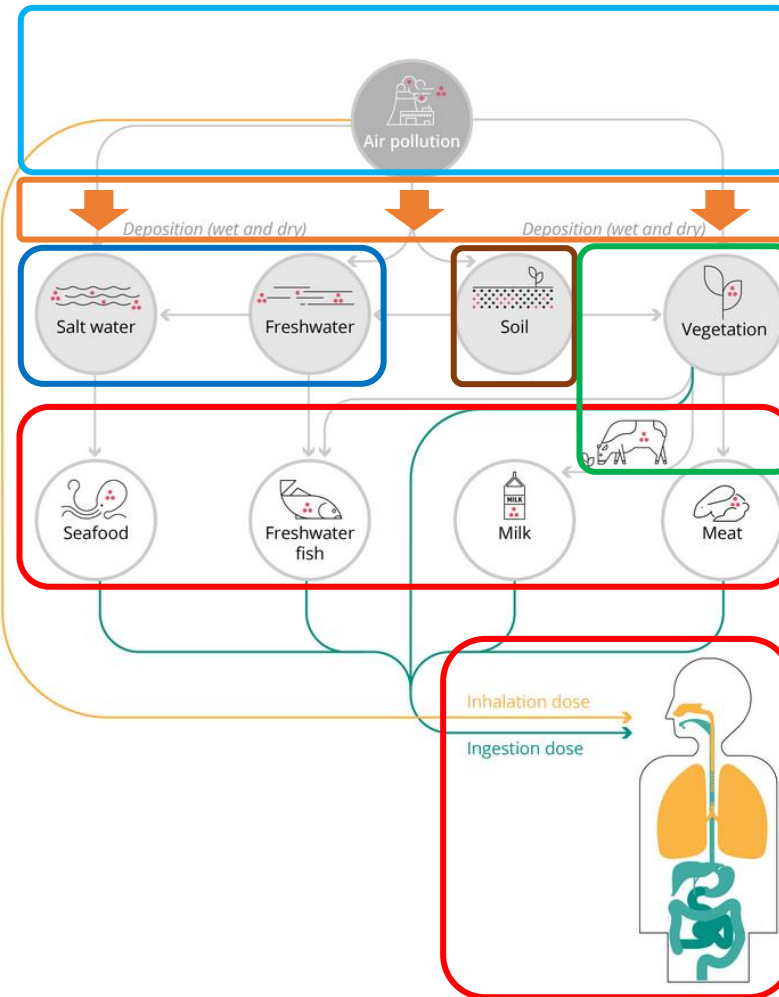 Air pollution
Deposition (wet and dry)
Deposition (wet and dry)
Salt water
Freshwater
Soil
Vegetation
Seafood
Freshwater
fish
MILK
Milk
Meat
Inhalation dose
Ingestion dose